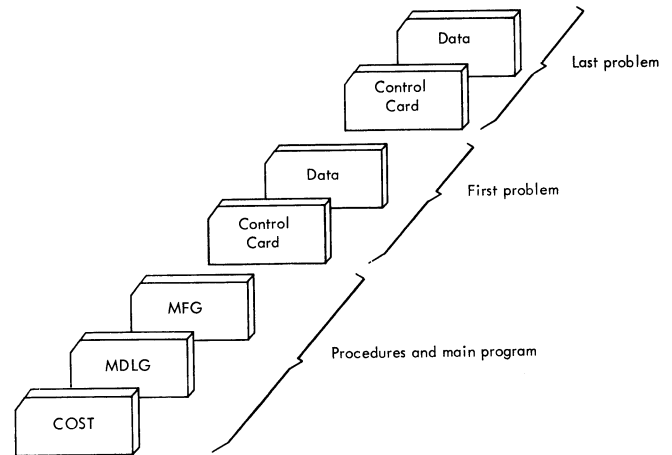 Data
Last problem
Control
Card
Data
First problem
Control
Card
MFG
Procedures and main program
MDLG
COST